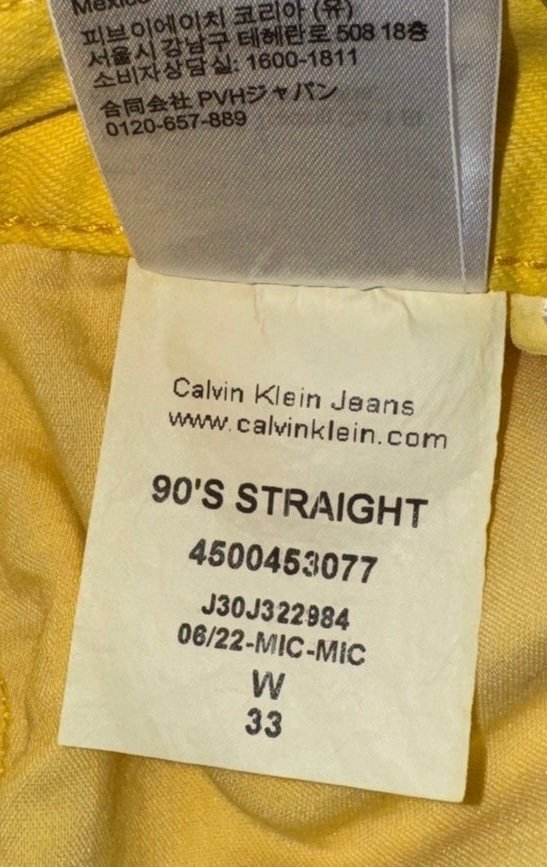 Mexico
피브이에이치 코리아 (유)
서울시 강남구 테헤란로 508 18층
소비자상담실: 1600-1811
合同会社 PVHジャパン
0120-657-889
Calvin Klein Jeans
www.calvinklein.com
90'S STRAIGHT
4500453077
J30J322984
06/22-MIC-MIC
W
33